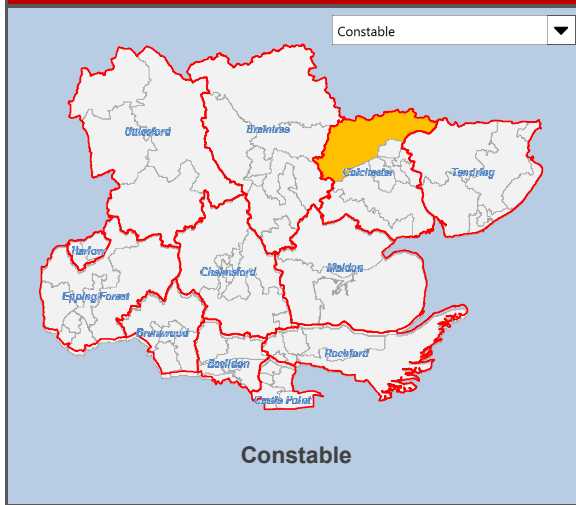 Constable
Uttlesford
Braintree
Colchester
Tendring
Harlow
Chelmsford
Maldon
Epping Forest
Brentwood
Rochford
Basildon
Castle Point
Constable